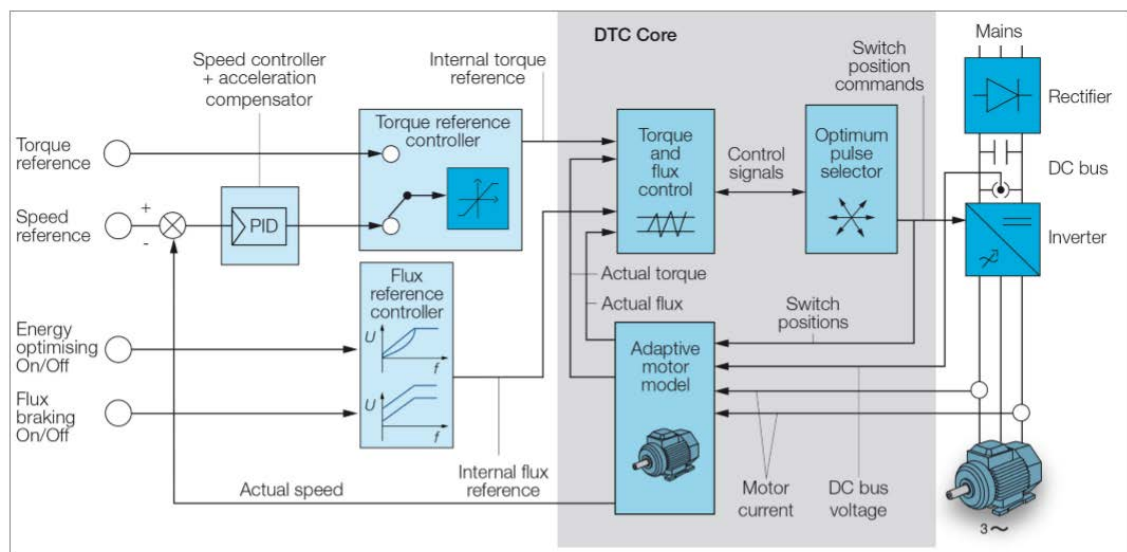 DTC Core
Mains
Speed controller
+ acceleration
compensator
Internal torque
reference
Switch
position
commands
Rectifier
Torque
reference
Torque reference
controller
Torque
and
flux
control
Control
signals
Optimum
pulse
selector
DC bus
Speed
reference
+
-
PID
Inverter
Flux
reference
controller
Actual torque
Actual flux
Switch
positions
Energy
optimising
On/Off
U
f
Adaptive
motor
model
Flux
braking
On/Off
U
f
Internal flux
reference
Actual speed
Motor
current
DC bus
voltage
3~